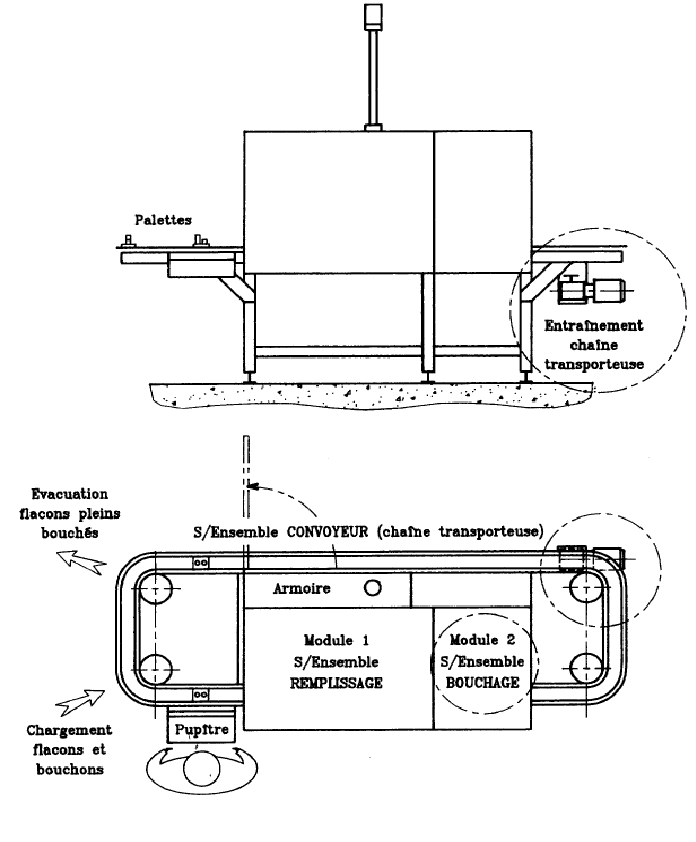 Palettes
Entraînement
chaîne
transporteuse
Evacuation
flacons pleins
bouchés
S/Ensemble CONVOYEUR (chaîne transporteuse)
Armoire
Module 1
S/Ensemble
REMPLISSAGE
Module 2
S/Ensemble
BOUCHAGE
Chargement
flacons et
bouchons
Pupître